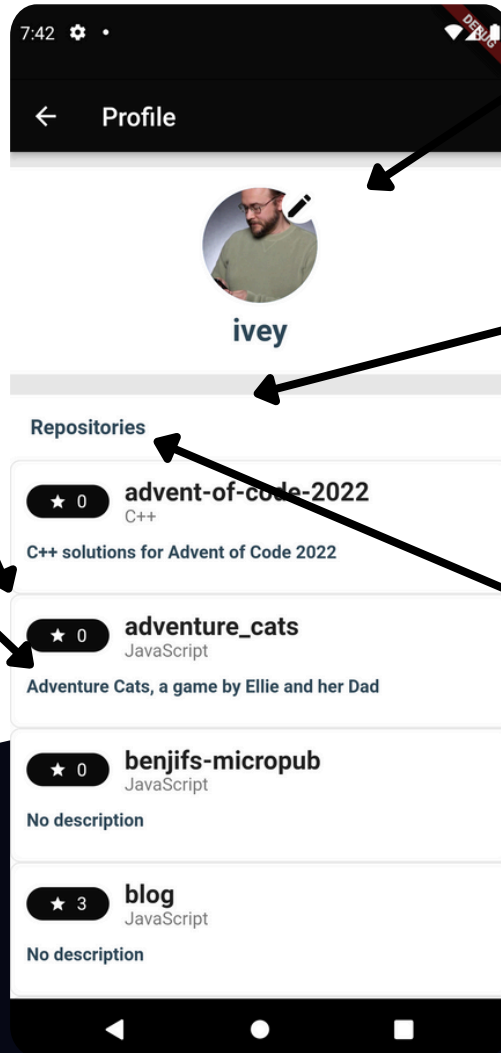 7:42
DEBUG
Profile
ivey
Repositories
0 advent-of-code-2022
C++
C++ solutions for Advent of Code 2022
0 adventure_cats
JavaScript
Adventure Cats, a game by Ellie and her Dad
0 benjifs-micropub
JavaScript
No description
3 blog
JavaScript
No description